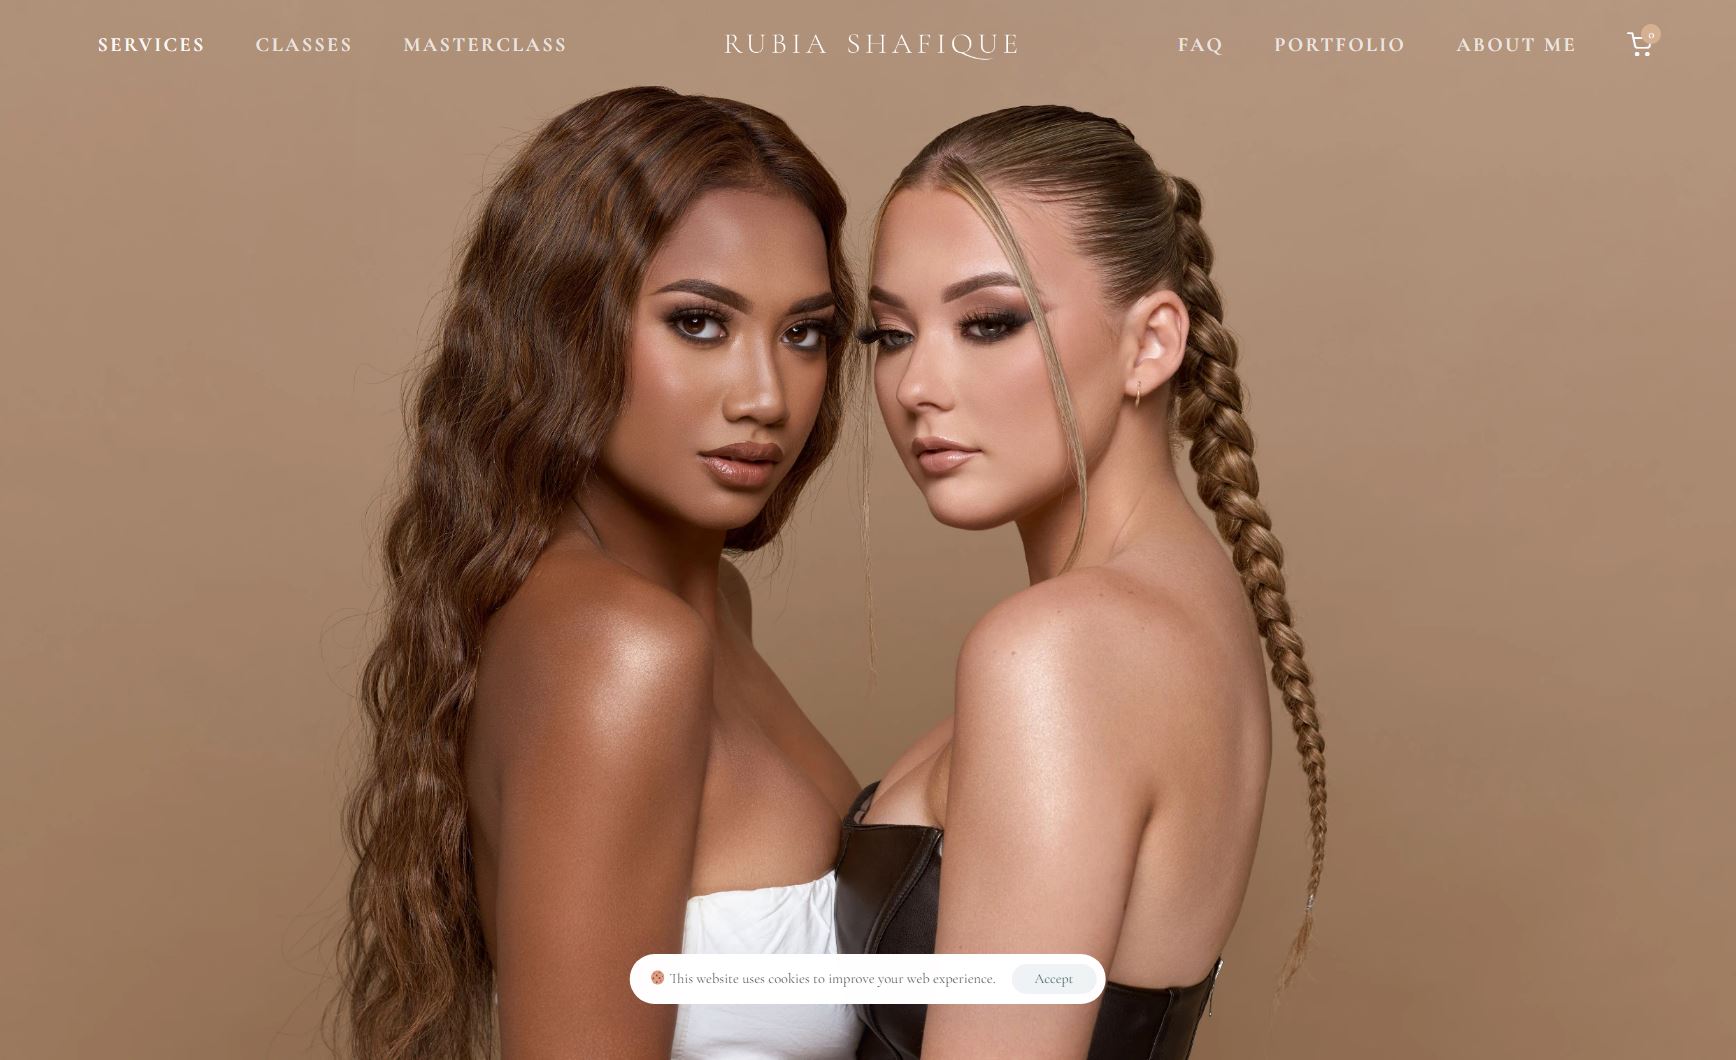 SERVICES CLASSES MASTERCLASS RUBIA SHAFIQUE FAQ PORTFOLIO ABOUT ME 0
This website uses cookies to improve your web experience. Accept